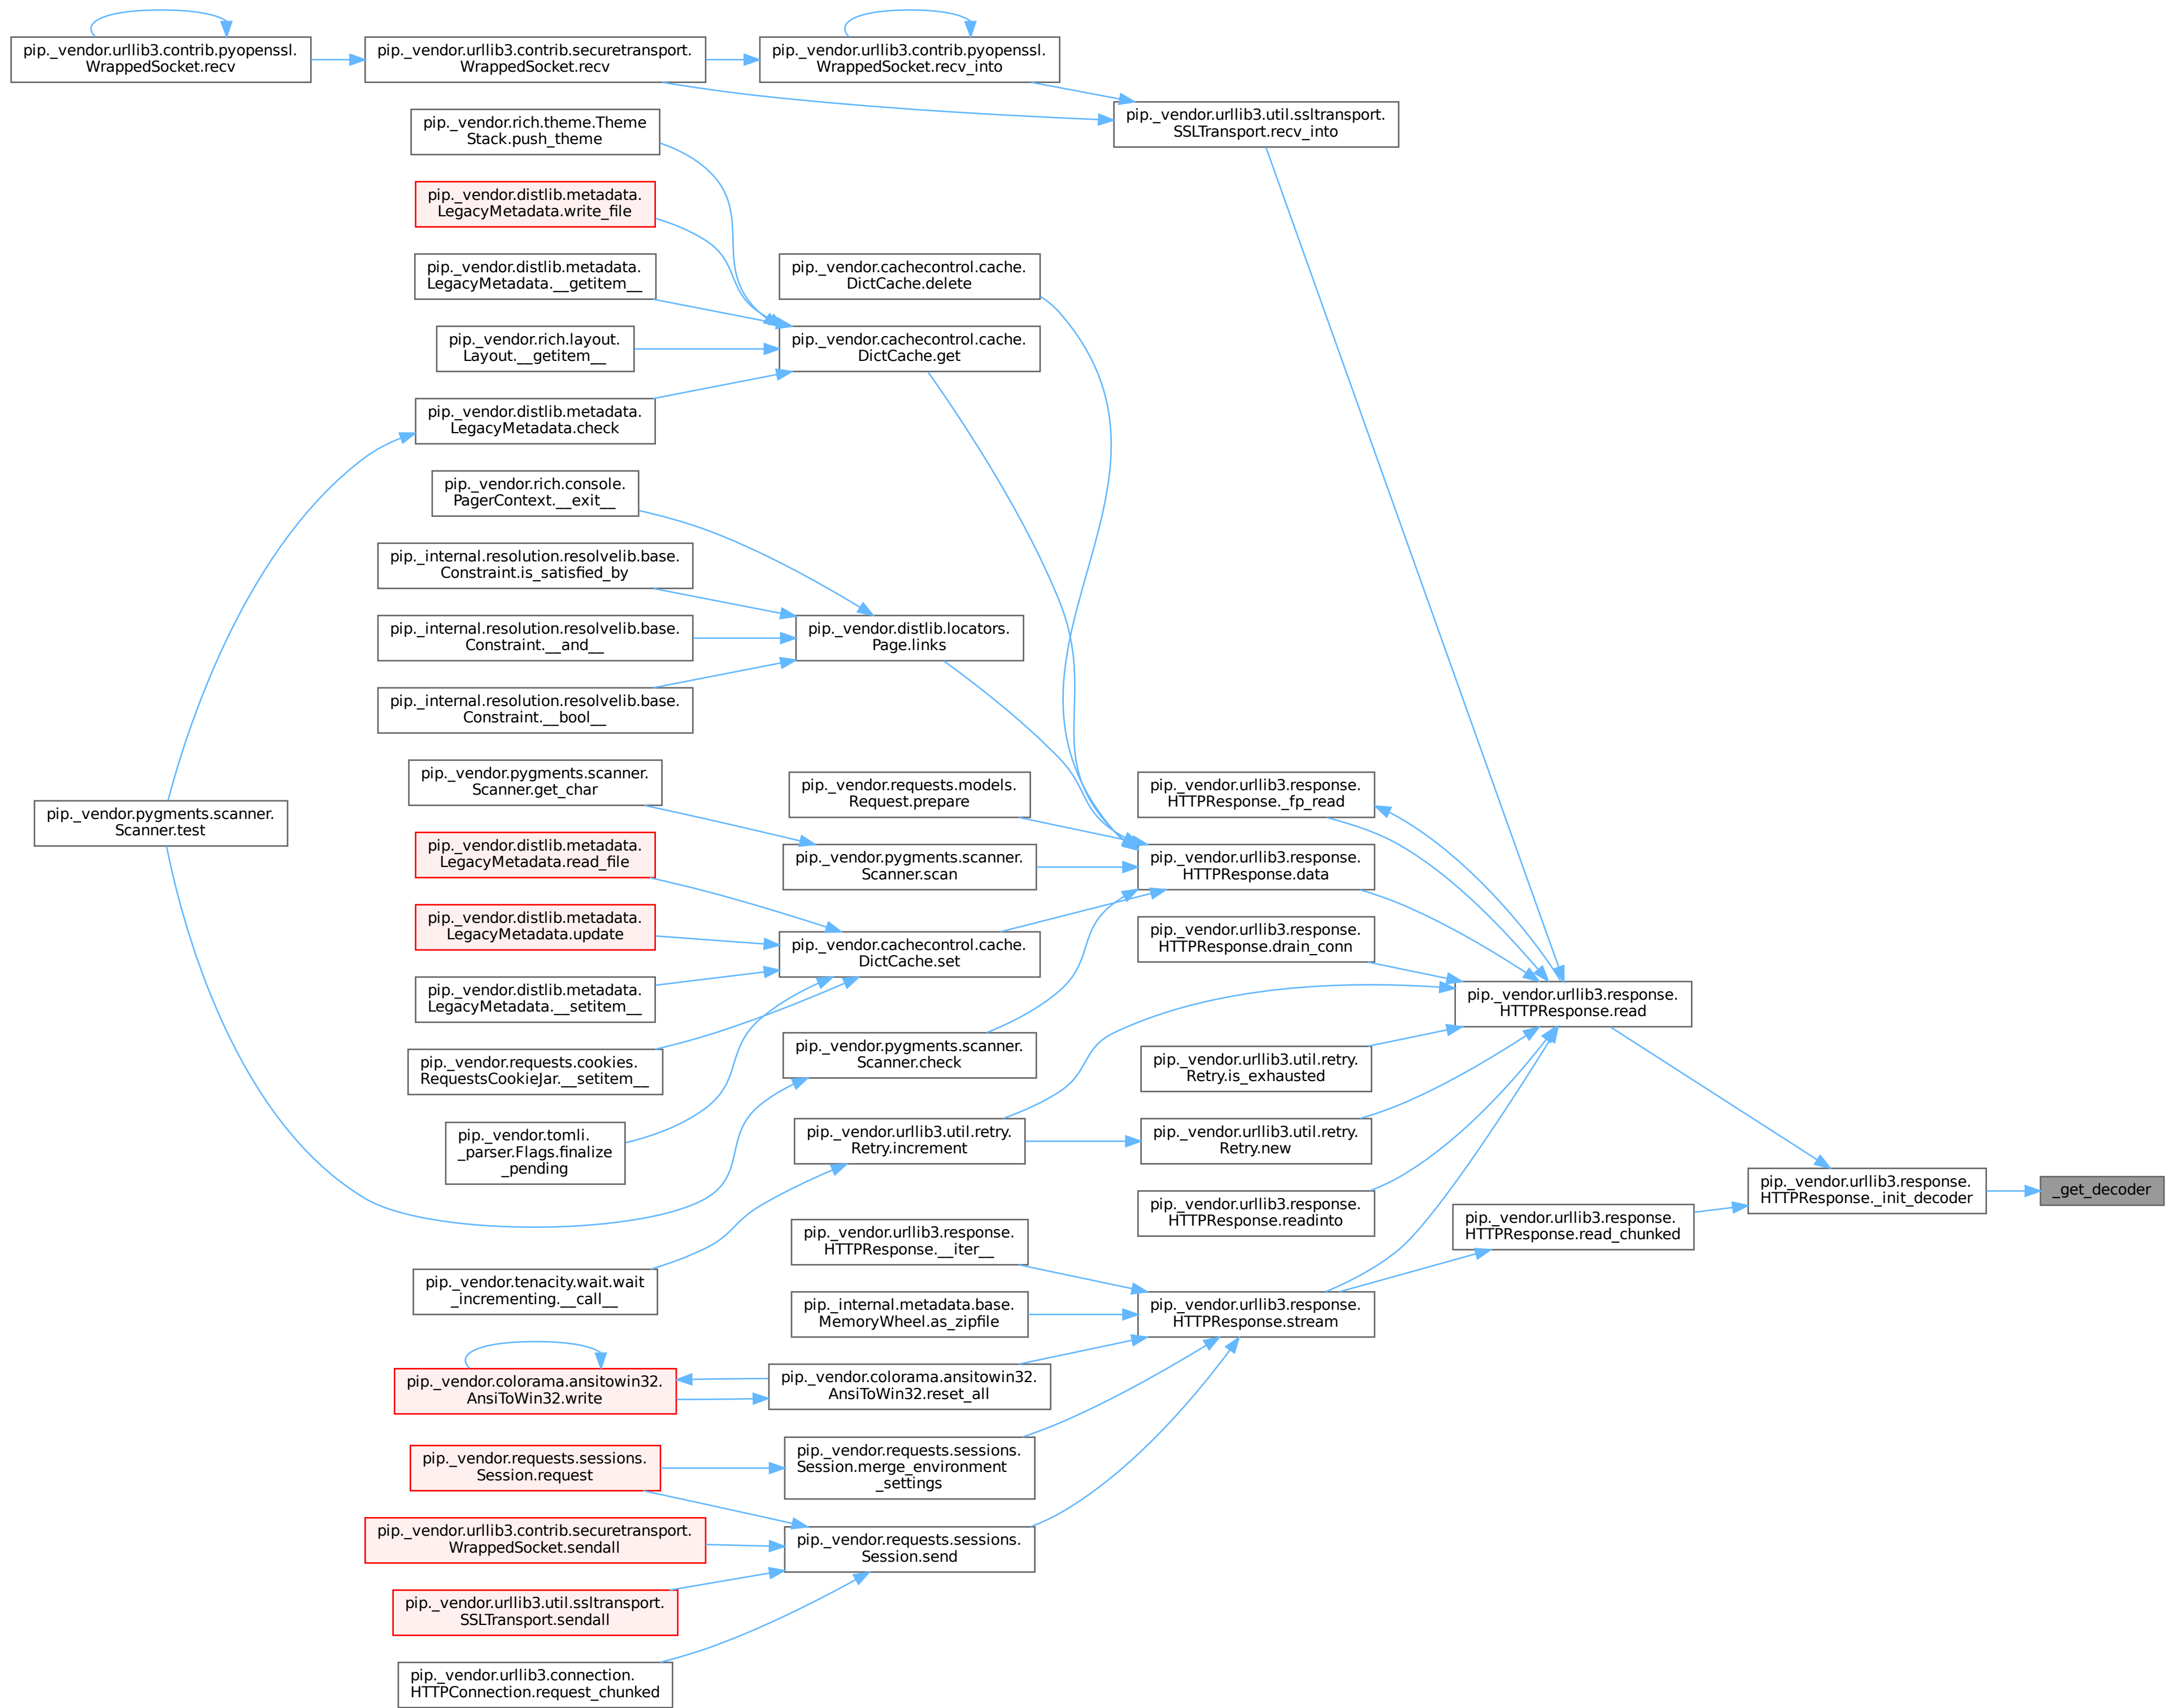 pip._vendor.urllib3.contrib.pyopenssl.
WrappedSocket.recv
pip._vendor.urllib3.contrib.securetransport.
WrappedSocket.recv
pip._vendor.urllib3.contrib.pyopenssl.
WrappedSocket.recv_into
pip._vendor.urllib3.util.ssltransport.
SSLTransport.recv_into
pip._vendor.rich.theme.Theme
Stack.push_theme
pip._vendor.distlib.metadata.
LegacyMetadata.write_file
pip._vendor.distlib.metadata.
LegacyMetadata.__getitem__
pip._vendor.cachecontrol.cache.
DictCache.delete
pip._vendor.rich.layout.
Layout.__getitem__
pip._vendor.cachecontrol.cache.
DictCache.get
pip._vendor.distlib.metadata.
LegacyMetadata.check
pip._vendor.rich.console.
PagerContext.__exit__
pip._internal.resolution.resolvelib.base.
Constraint.is_satisfied_by
pip._internal.resolution.resolvelib.base.
Constraint.__and__
pip._vendor.distlib.locators.
Page.links
pip._internal.resolution.resolvelib.base.
Constraint.__bool__
pip._vendor.pygments.scanner.
Scanner.get_char
pip._vendor.requests.models.
Request.prepare
pip._vendor.urllib3.response.
HTTPResponse._fp_read
pip._vendor.pygments.scanner.
Scanner.test
pip._vendor.distlib.metadata.
LegacyMetadata.read_file
pip._vendor.pygments.scanner.
Scanner.scan
pip._vendor.urllib3.response.
HTTPResponse.data
pip._vendor.distlib.metadata.
LegacyMetadata.update
pip._vendor.cachecontrol.cache.
DictCache.set
pip._vendor.urllib3.response.
HTTPResponse.drain_conn
pip._vendor.distlib.metadata.
LegacyMetadata.__setitem__
pip._vendor.urllib3.response.
HTTPResponse.read
pip._vendor.requests.cookies.
RequestsCookieJar.__setitem__
pip._vendor.pygments.scanner.
Scanner.check
pip._vendor.urllib3.util.retry.
Retry.is_exhausted
pip._vendor.tomli.
_parser.Flags.finalize
_pending
pip._vendor.urllib3.util.retry.
Retry.increment
pip._vendor.urllib3.util.retry.
Retry.new
pip._vendor.urllib3.response.
HTTPResponse.readinto
pip._vendor.urllib3.response.
HTTPResponse._init_decoder
_get_decoder
pip._vendor.urllib3.response.
HTTPResponse.read_chunked
pip._vendor.urllib3.response.
HTTPResponse.__iter__
pip._vendor.tenacity.wait.wait
_incrementing.__call__
pip._internal.metadata.base.
MemoryWheel.as_zipfile
pip._vendor.urllib3.response.
HTTPResponse.stream
pip._vendor.colorama.ansitowin32.
AnsiToWin32.write
pip._vendor.colorama.ansitowin32.
AnsiToWin32.reset_all
pip._vendor.requests.sessions.
Session.request
pip._vendor.requests.sessions.
Session.merge_environment
_settings
pip._vendor.urllib3.contrib.securetransport.
WrappedSocket.sendall
pip._vendor.requests.sessions.
Session.send
pip._vendor.urllib3.util.ssltransport.
SSLTransport.sendall
pip._vendor.urllib3.connection.
HTTPConnection.request_chunked